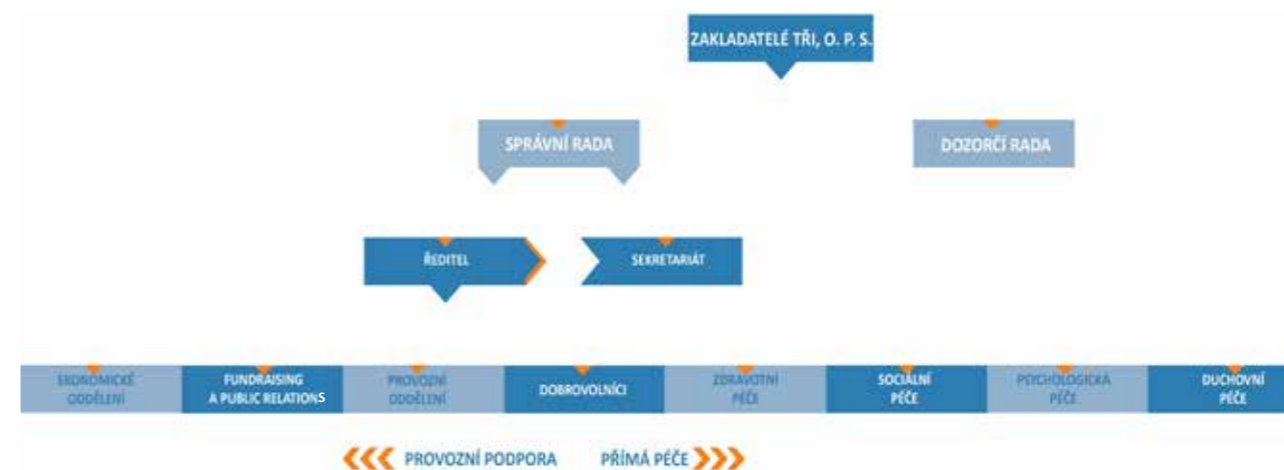 ZAKLADATELÉ TŘI, O. P. S.
SPRÁVNÍ RADA
DOZORČÍ RADA
ŘEDITEL
SEKRETARIÁT
EKONOMICKÉ
ODDĚLENÍ
FUNDRAISING
A PUBLIC RELATIONS
PROVOZNÍ
ODDĚLENÍ
DOBROVOLNÍCI
ZDRAVOTNÍ
PÉČE
SOCIÁLNÍ
PÉČE
PSYCHOLOGICKÁ
PÉČE
DUCHOVNÍ
PÉČE
PROVOZNÍ PODPORA
PŘÍMÁ PÉČE